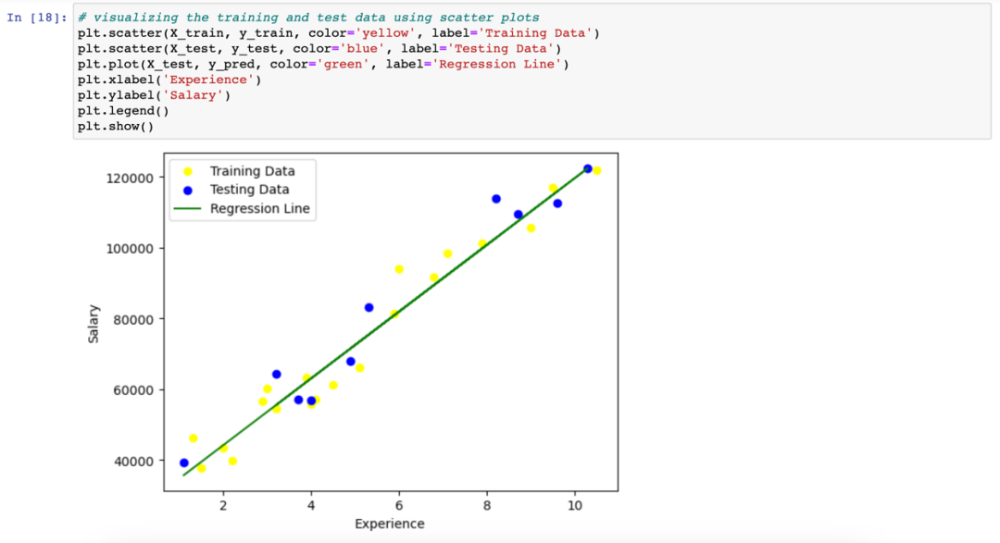 In [18]: # visualizing the training and test data using scatter plots
plt.scatter(X_train, y_train, color='yellow', label='Training Data')
plt.scatter(X_test, y_test, color='blue', label='Testing Data')
plt.plot(X_test, y_pred, color='green', label='Regression Line')
plt.xlabel('Experience')
plt.ylabel('Salary')
plt.legend()
plt.show()
Training Data
Testing Data
Regression Line
120000
100000
80000
60000
40000
Salary
2 4 6 8 10
Experience